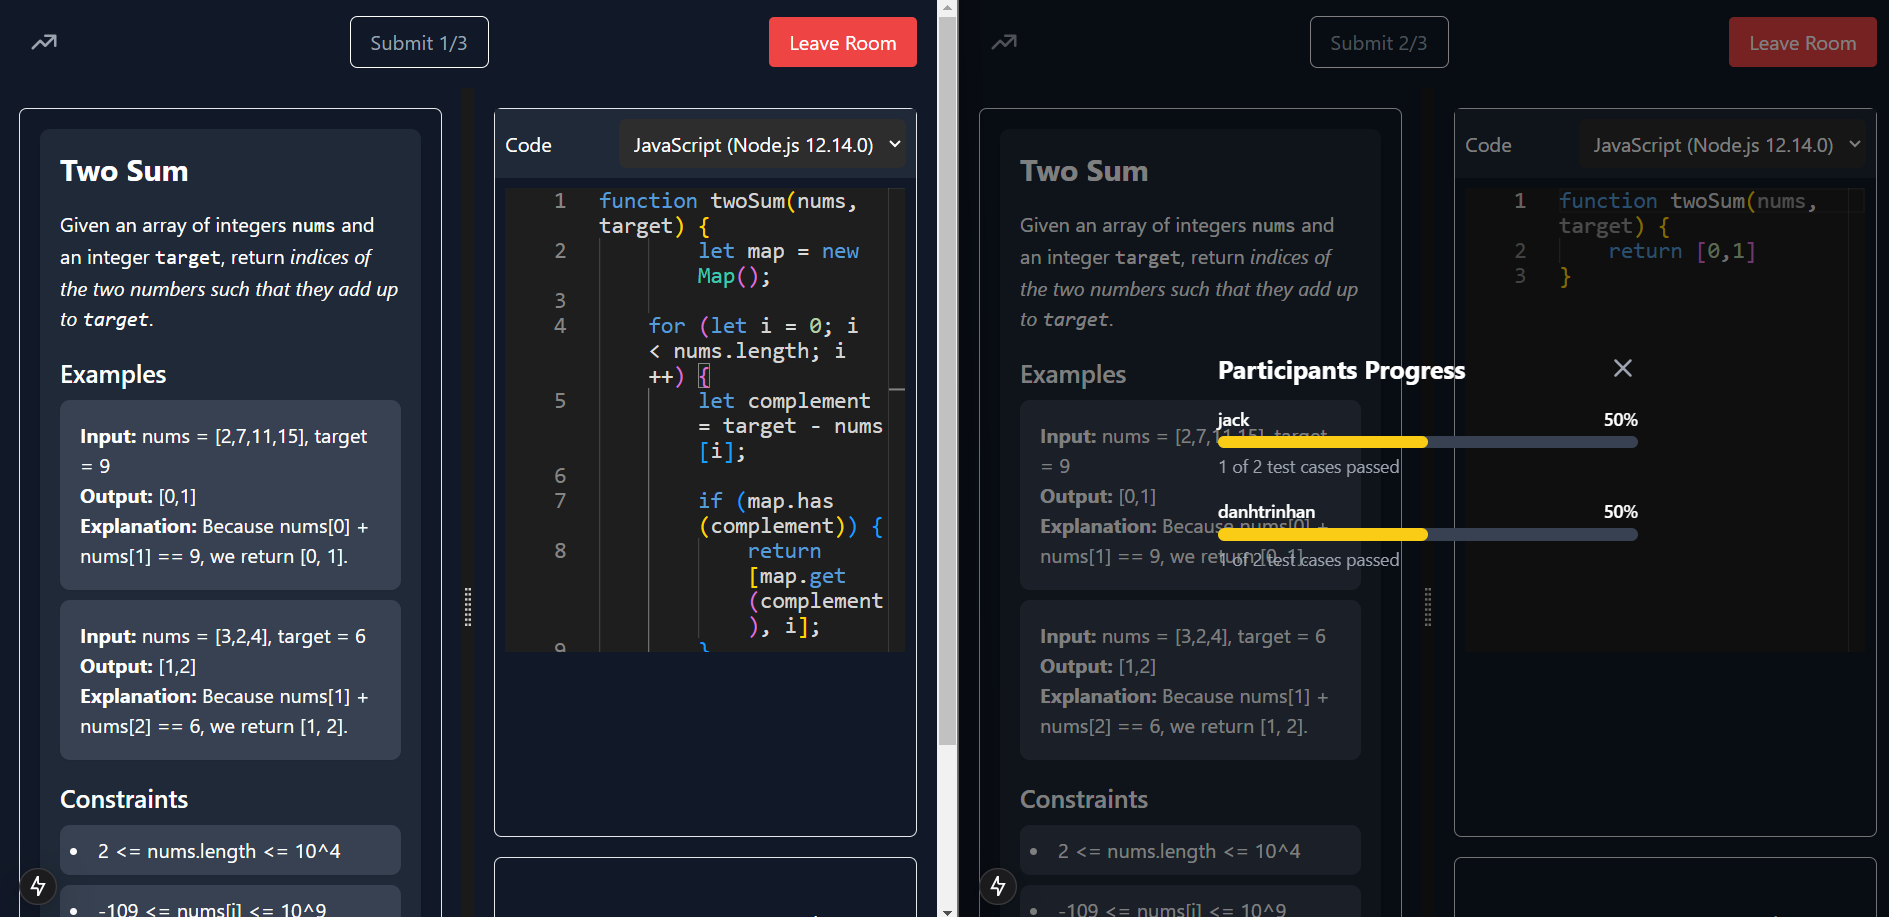 Submit 1/3
Leave Room
Two Sum
Given an array of integers nums and
an integer target, return indices of
the two numbers such that they add up
to target.
Examples
Input: nums = [2,7,11,15], target
= 9
Output: [0,1]
Explanation: Because nums[0] +
nums[1] == 9, we return [0, 1].
Input: nums = [3,2,4], target = 6
Output: [1,2]
Explanation: Because nums[1] +
nums[2] == 6, we return [1, 2].
Constraints
• 2 <= nums.length <= 10^4
• -109 <= nums[i] <= 10^9
Code
JavaScript (Node.js 12.14.0)
1 function twoSum(nums,
target) {
2 let map = new
Map();
3
4 for (let i = 0; i
< nums.length; i
++) {
5 let complement
= target - nums
[i];
6
7 if (map.has
(complement)) {
8 return
[map.get
(complement
), i];
9 }
Submit 2/3
Leave Room
Two Sum
Given an array of integers nums and
an integer target, return indices of
the two numbers such that they add up
to target.
Examples
Input: nums = [2,7,11,15], target
= 9
Output: [0,1]
Explanation: Because nums[0] +
nums[1] == 9, we return [0, 1].
Input: nums = [3,2,4], target = 6
Output: [1,2]
Explanation: Because nums[1] +
nums[2] == 6, we return [1, 2].
Constraints
• 2 <= nums.length <= 10^4
• -109 <= nums[i] <= 10^9
Participants Progress
jack 50%
1 of 2 test cases passed
danhtrinhan 50%
1 of 2 test cases passed
Code
JavaScript (Node.js 12.14.0)
1 function twoSum(nums,
target) {
2 return [0,1]
3 }